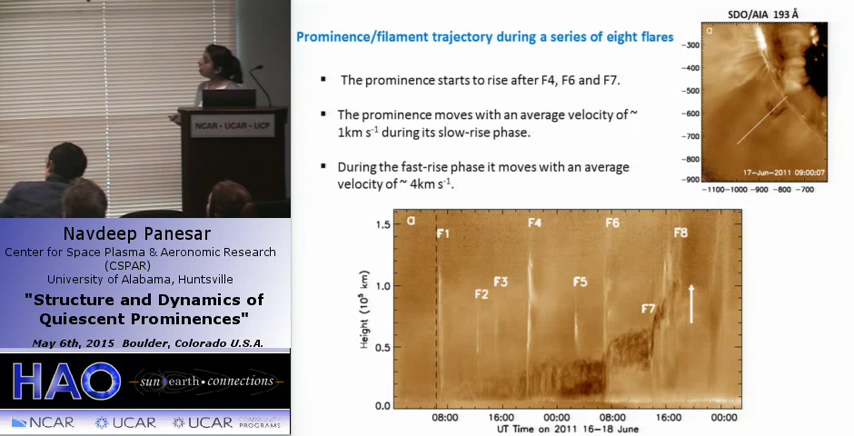 SDO/AIA 193 Å
Prominence/filament trajectory during a series of eight flares
▪ The prominence starts to rise after F4, F6 and F7.
▪ The prominence moves with an average velocity of ~
1km s⁻¹ during its slow-rise phase.
▪ During the fast-rise phase it moves with an average
velocity of ~ 4km s⁻¹.
a
-300
-400
-500
-600
-700
-800
-900
17-Jun-2011 09:00:07
-1100 -1000 -900 -800 -700
NCAR • UCAR • UCP
Navdeep Panesar
Center for Space Plasma & Aeronomic Research
(CSPAR)
University of Alabama, Huntsville
"Structure and Dynamics of
Quiescent Prominences"
May 6th, 2015 Boulder, Colorado U.S.A.
HAO
sun earth • connections
NCAR UCAR UCAR COMMUNITY
PROGRAMS
a
F1 F2 F3 F4 F5 F6 F7 F8
Height (10⁵ km)
1.5
1.0
0.5
0.0
08:00 16:00 00:00 08:00 16:00 00:00
UT Time on 2011 16-18 June